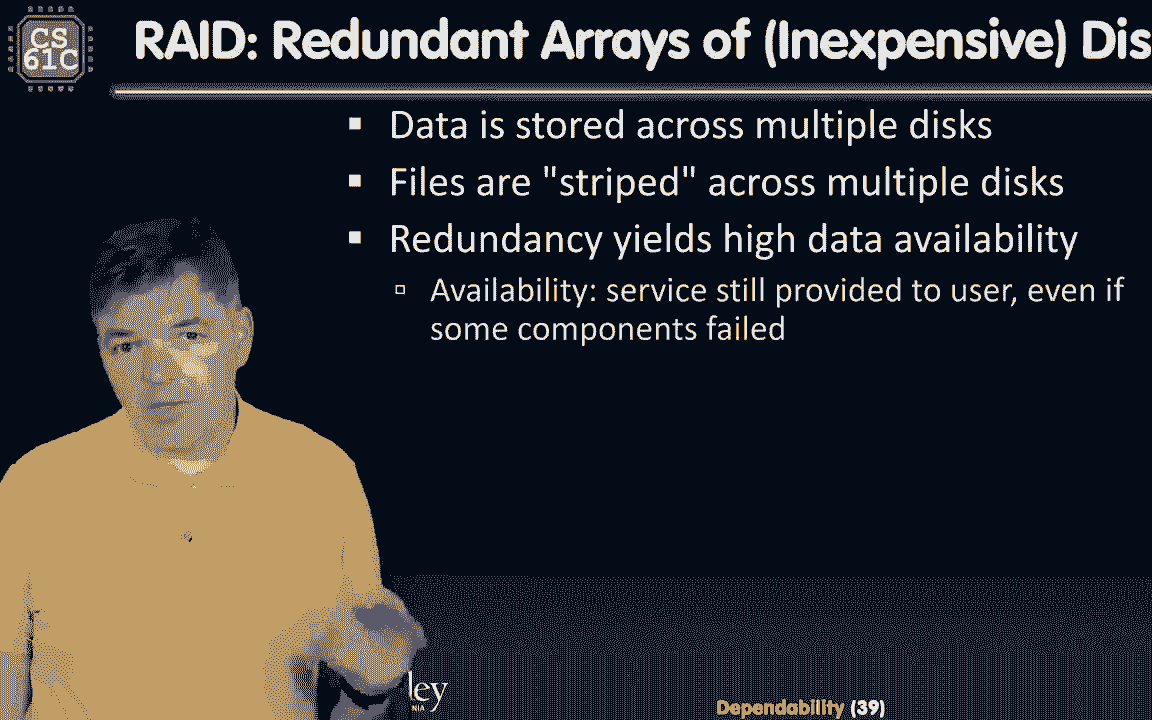 CS
61C
RAID: Redundant Arrays of (Inexpensive) Dis
Data is stored across multiple disks
Files are "striped" across multiple disks
Redundancy yields high data availability
Availability: service still provided to user, even if
some components failed
ley
NIA
Dependability (39)